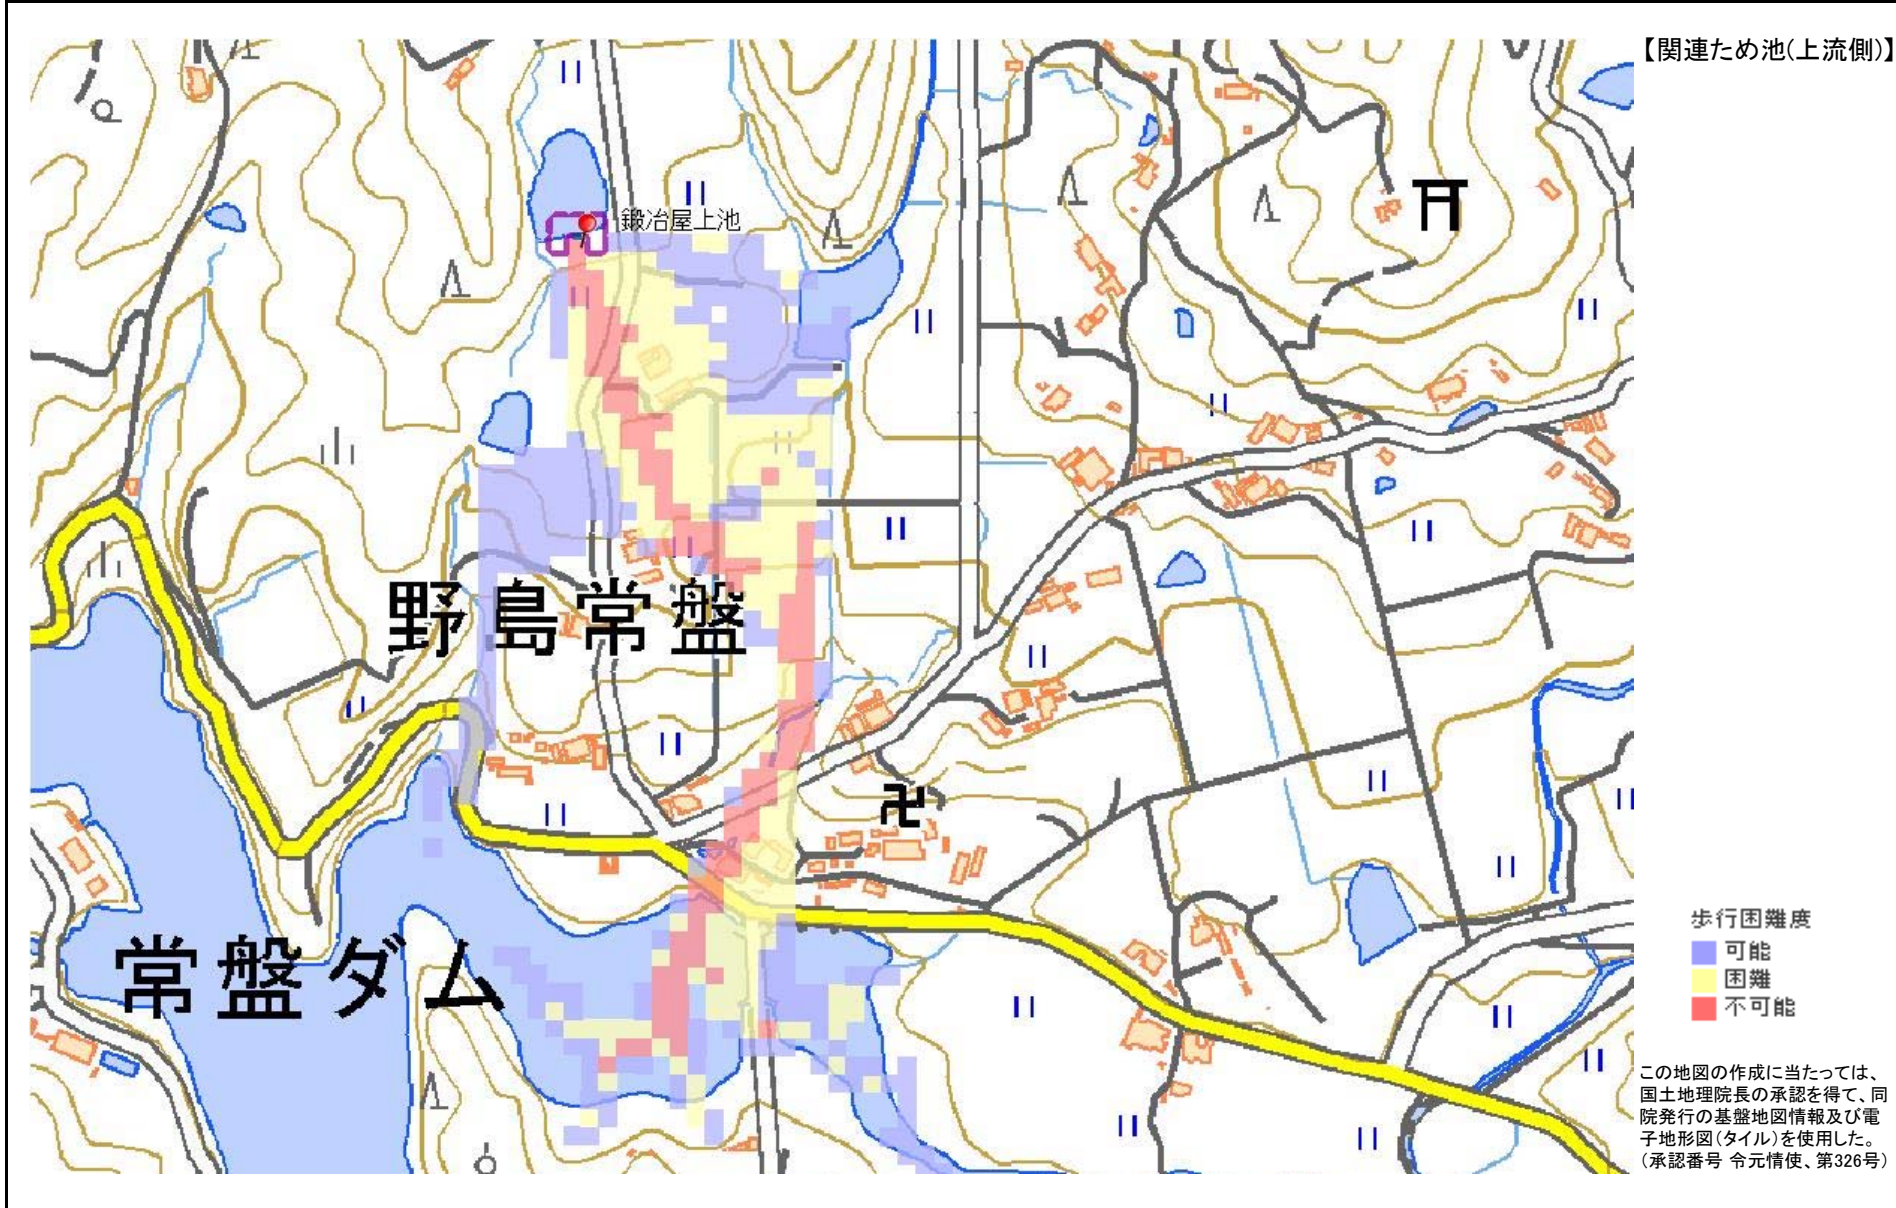 【関連ため池(上流側)】
鍛冶屋上池
野島常盤
常盤ダム
歩行困難度
可能
困難
不可能
この地図の作成に当たっては、
国土地理院長の承認を得て、同
院発行の基盤地図情報及び電
子地形図(タイル)を使用した。
(承認番号 令元情使、第326号)